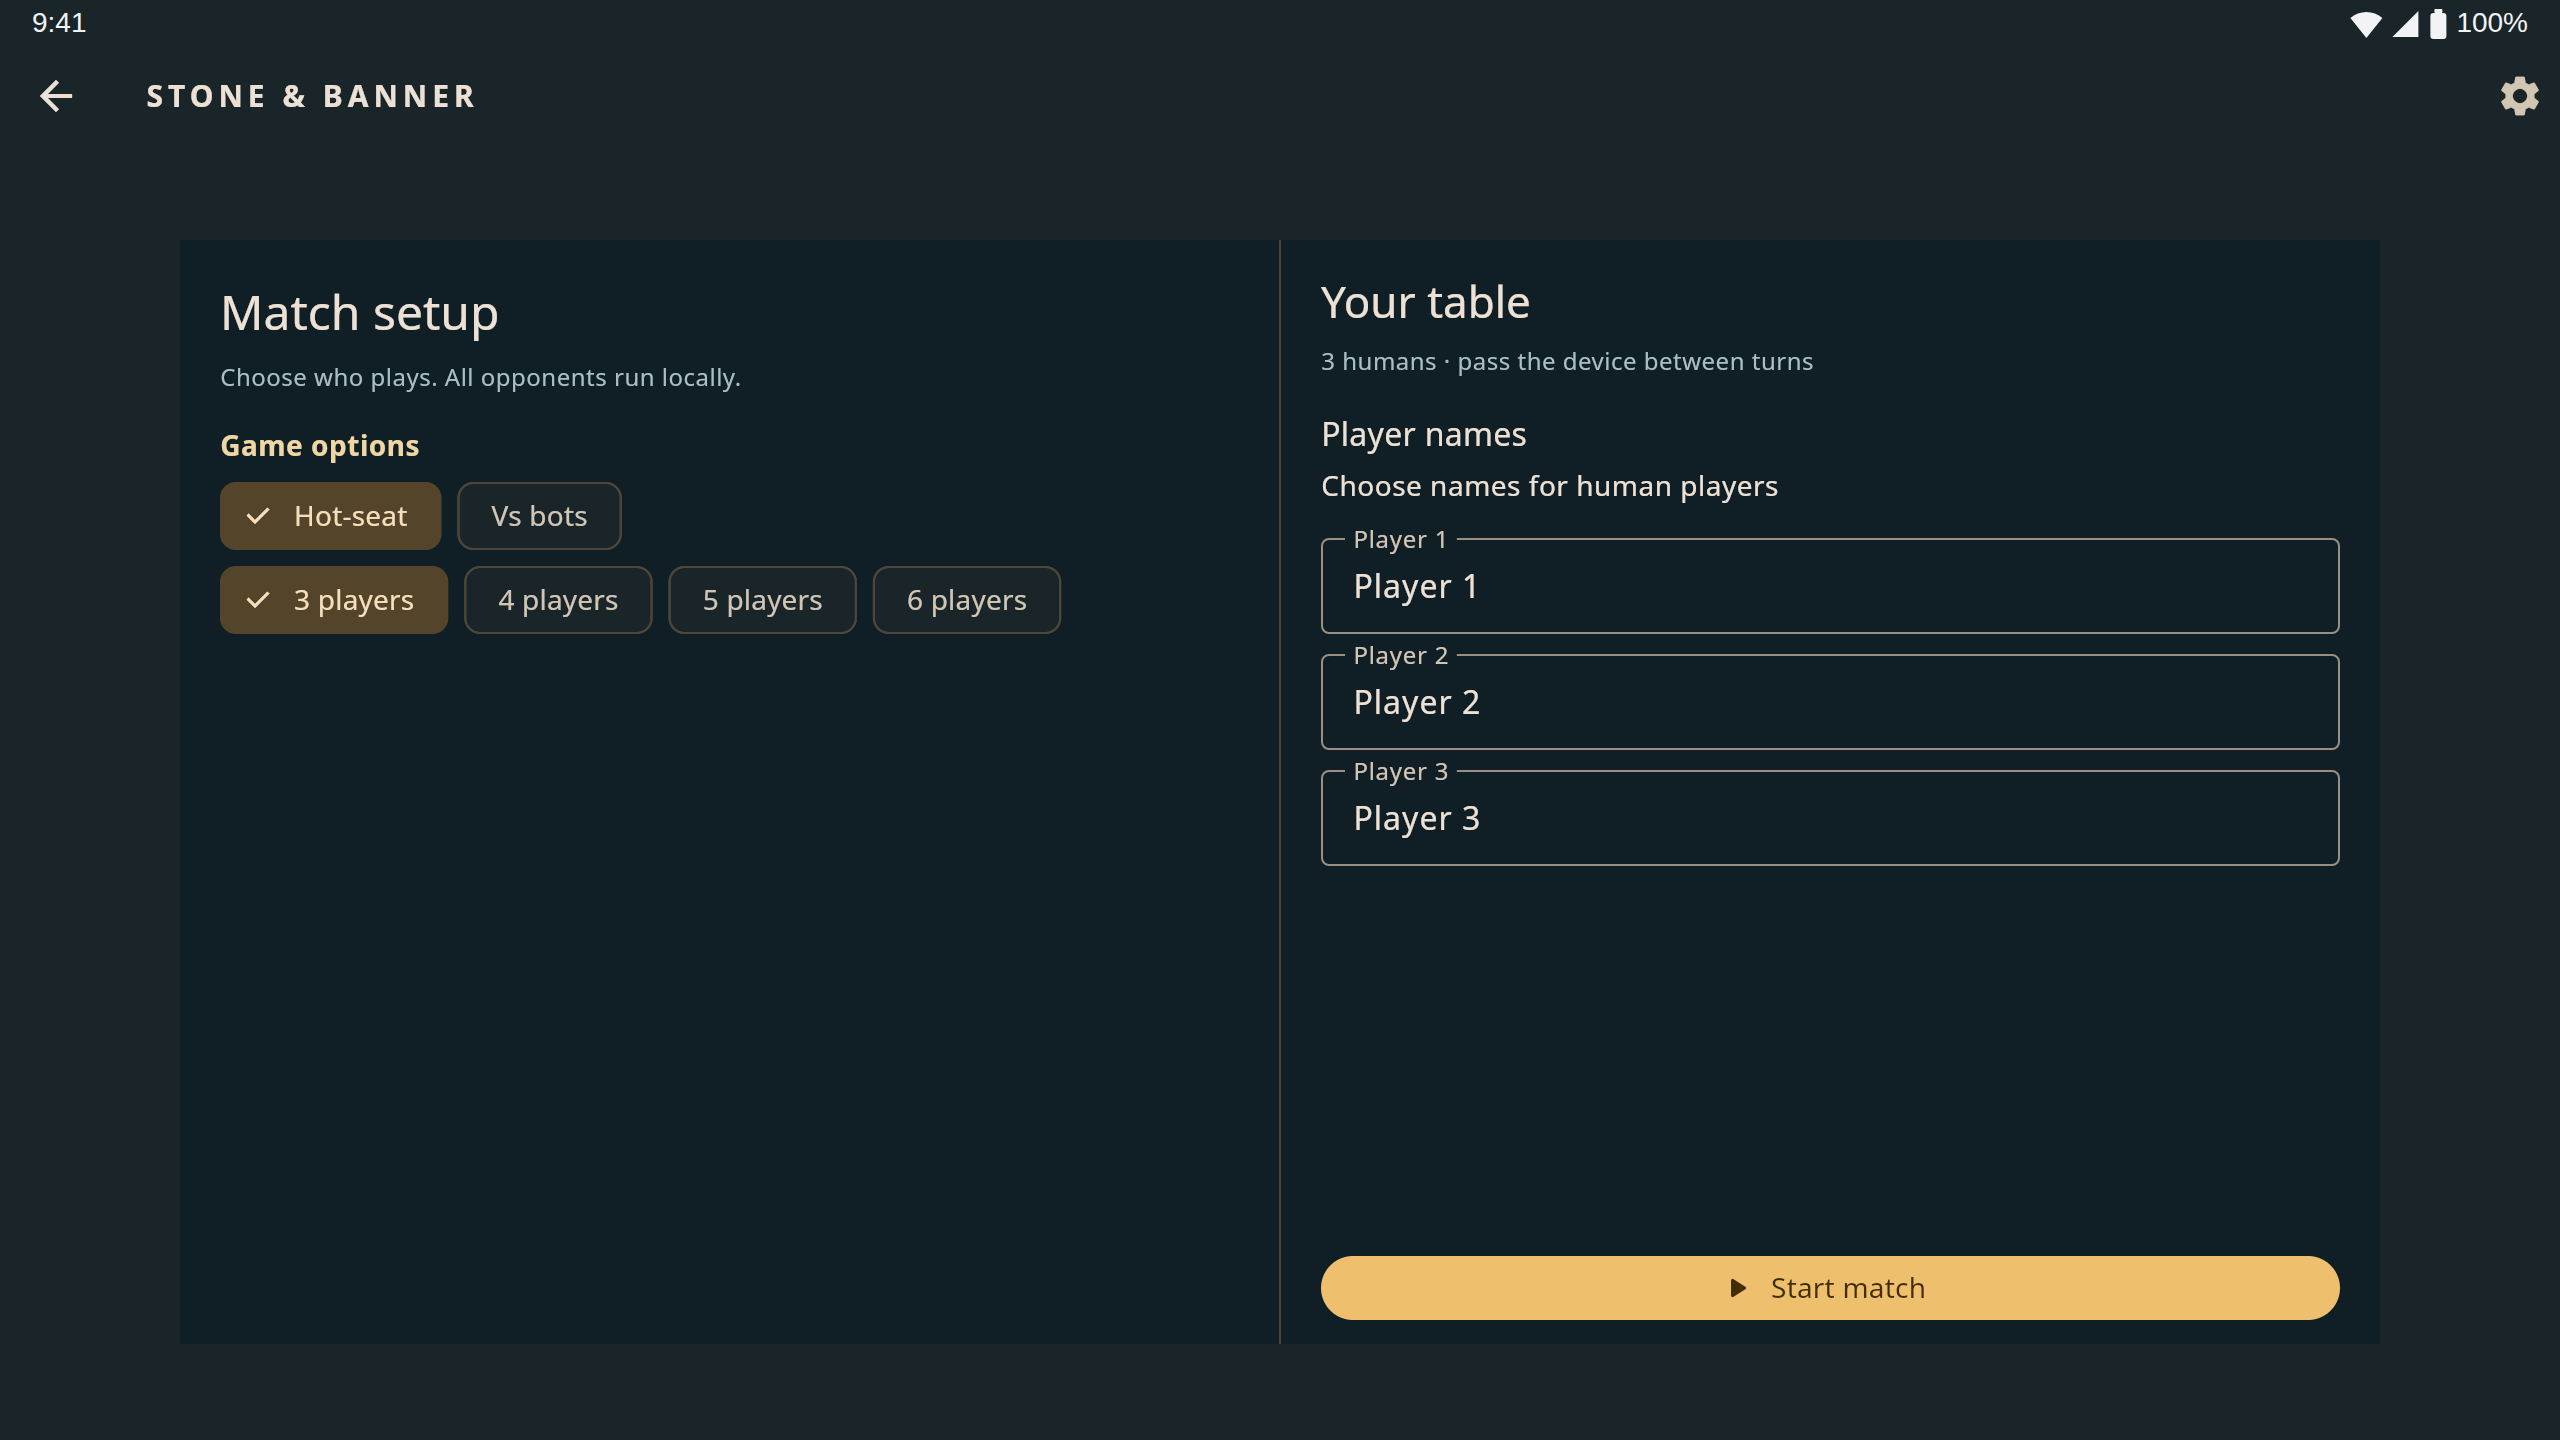 9:41
100%
STONE & BANNER
Match setup
Choose who plays. All opponents run locally.
Game options
Hot-seat
Vs bots
3 players
4 players
5 players
6 players
Your table
3 humans · pass the device between turns
Player names
Choose names for human players
Player 1
Player 1
Player 2
Player 2
Player 3
Player 3
Start match